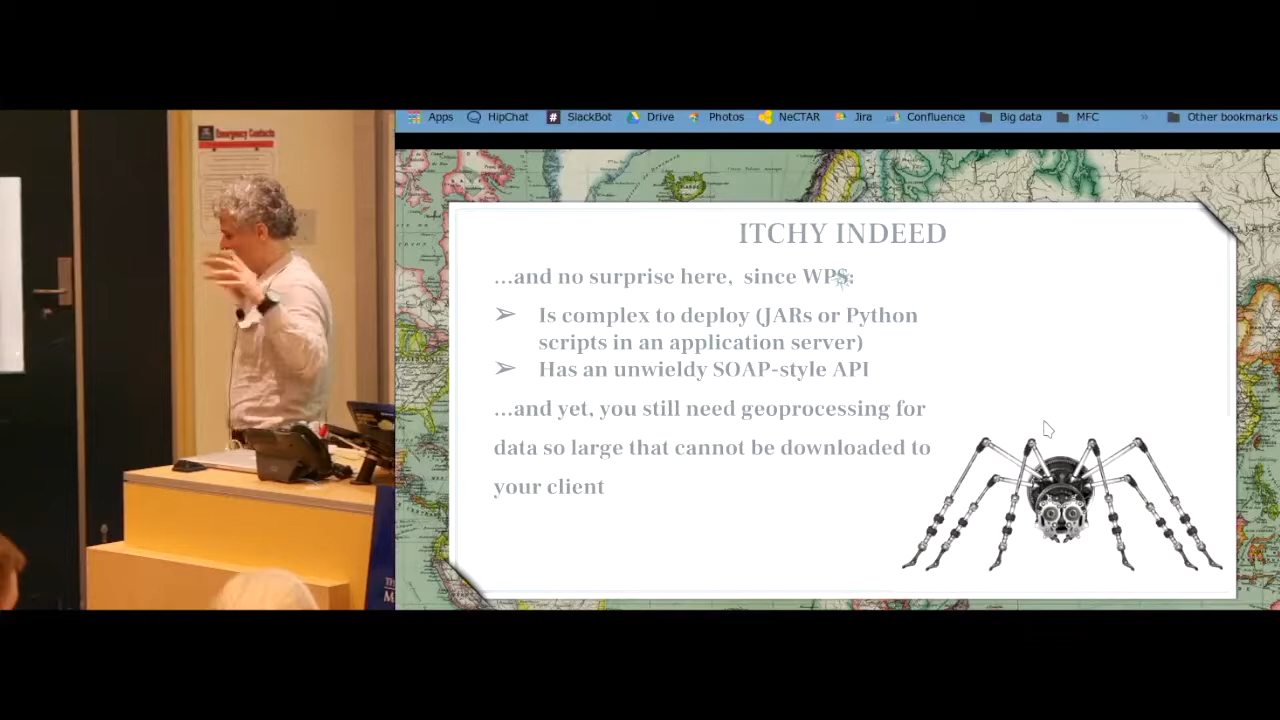 Emergency Contacts
Apps HipChat SlackBot Drive Photos NeCTAR Jira Confluence Big data MFC » Other bookmarks
ITCHY INDEED
...and no surprise here, since WPS:
➢ Is complex to deploy (JARs or Python
scripts in an application server)
➢ Has an unwieldy SOAP-style API
...and yet, you still need geoprocessing for
data so large that cannot be downloaded to
your client